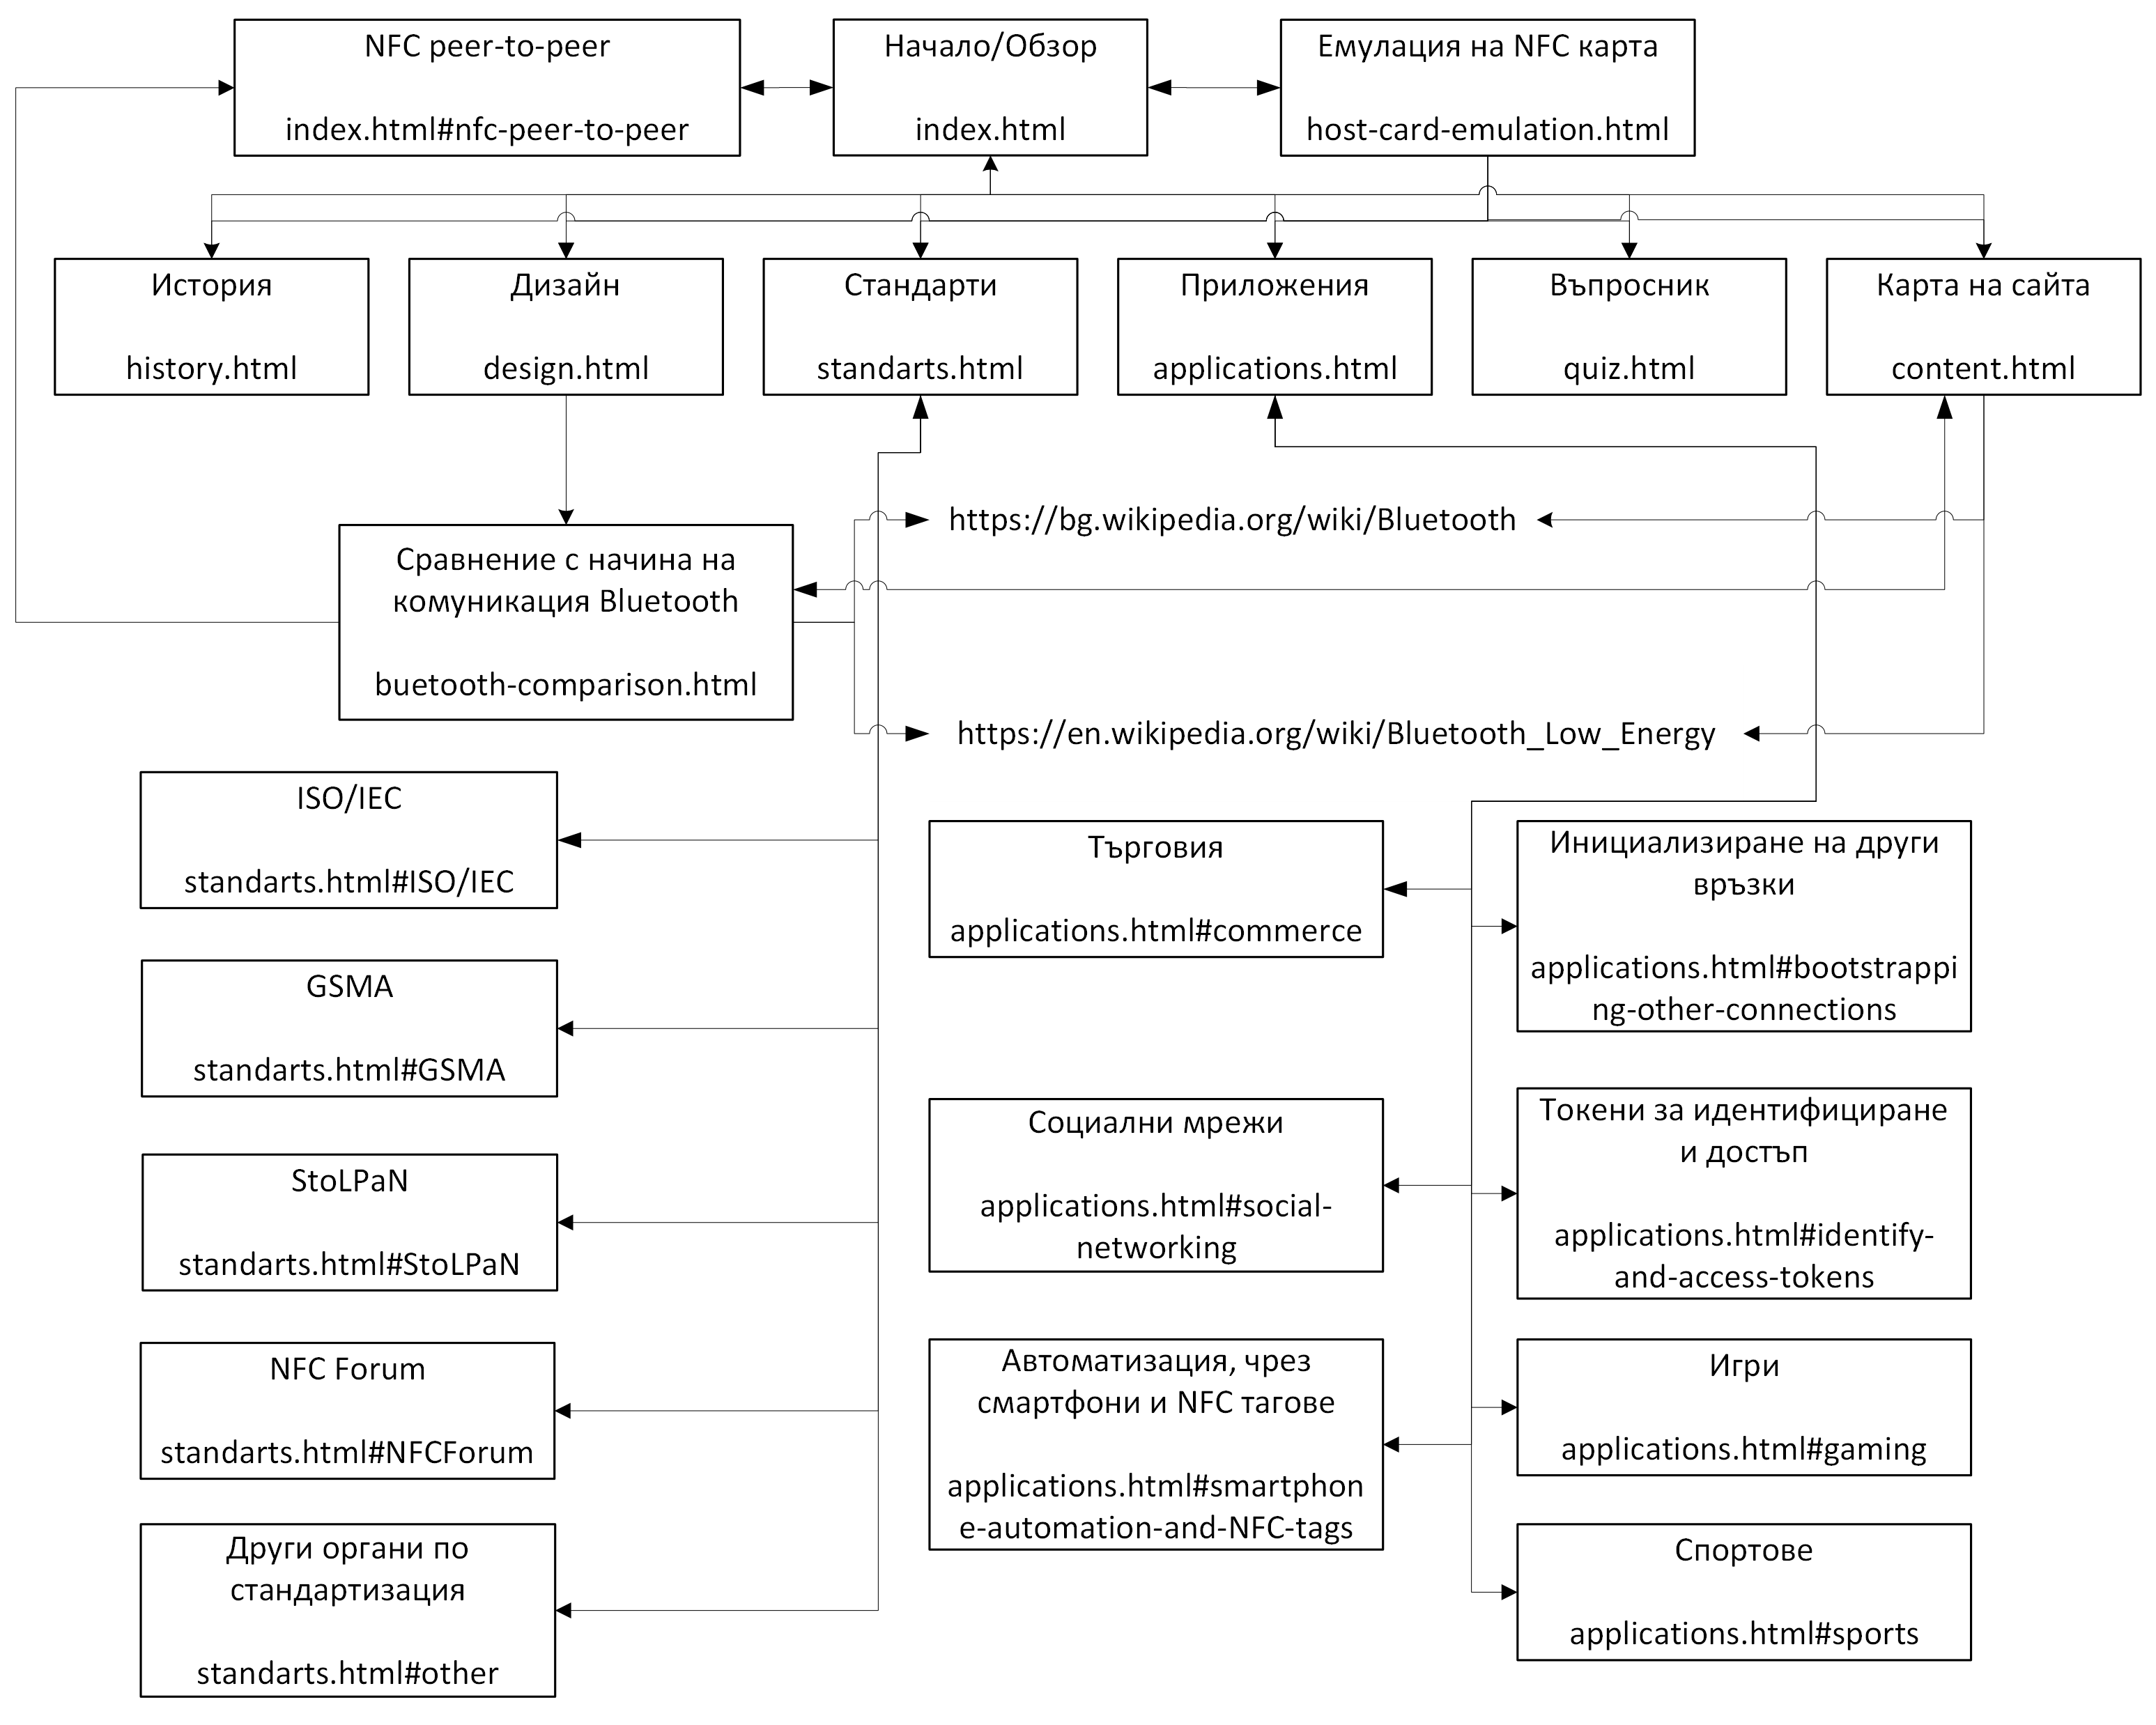 NFC peer-to-peer
index.html#nfc-peer-to-peer
Начало/Обзор
index.html
Емулация на NFC карта
host-card-emulation.html
История
history.html
Дизайн
design.html
Стандарти
standarts.html
Приложения
applications.html
Въпросник
quiz.html
Карта на сайта
content.html
https://bg.wikipedia.org/wiki/Bluetooth
Сравнение с начина на
комуникация Bluetooth
buetooth-comparison.html
https://en.wikipedia.org/wiki/Bluetooth_Low_Energy
ISO/IEC
standarts.html#ISO/IEC
GSMA
standarts.html#GSMA
StoLPaN
standarts.html#StoLPaN
NFC Forum
standarts.html#NFCForum
Други органи по
стандартизация
standarts.html#other
Търговия
applications.html#commerce
Социални мрежи
applications.html#social-
networking
Автоматизация, чрез
смартфони и NFC тагове
applications.html#smartphon
e-automation-and-NFC-tags
Инициализиране на други
връзки
applications.html#bootstrappi
ng-other-connections
Токени за идентифициране
и достъп
applications.html#identify-
and-access-tokens
Игри
applications.html#gaming
Спортове
applications.html#sports